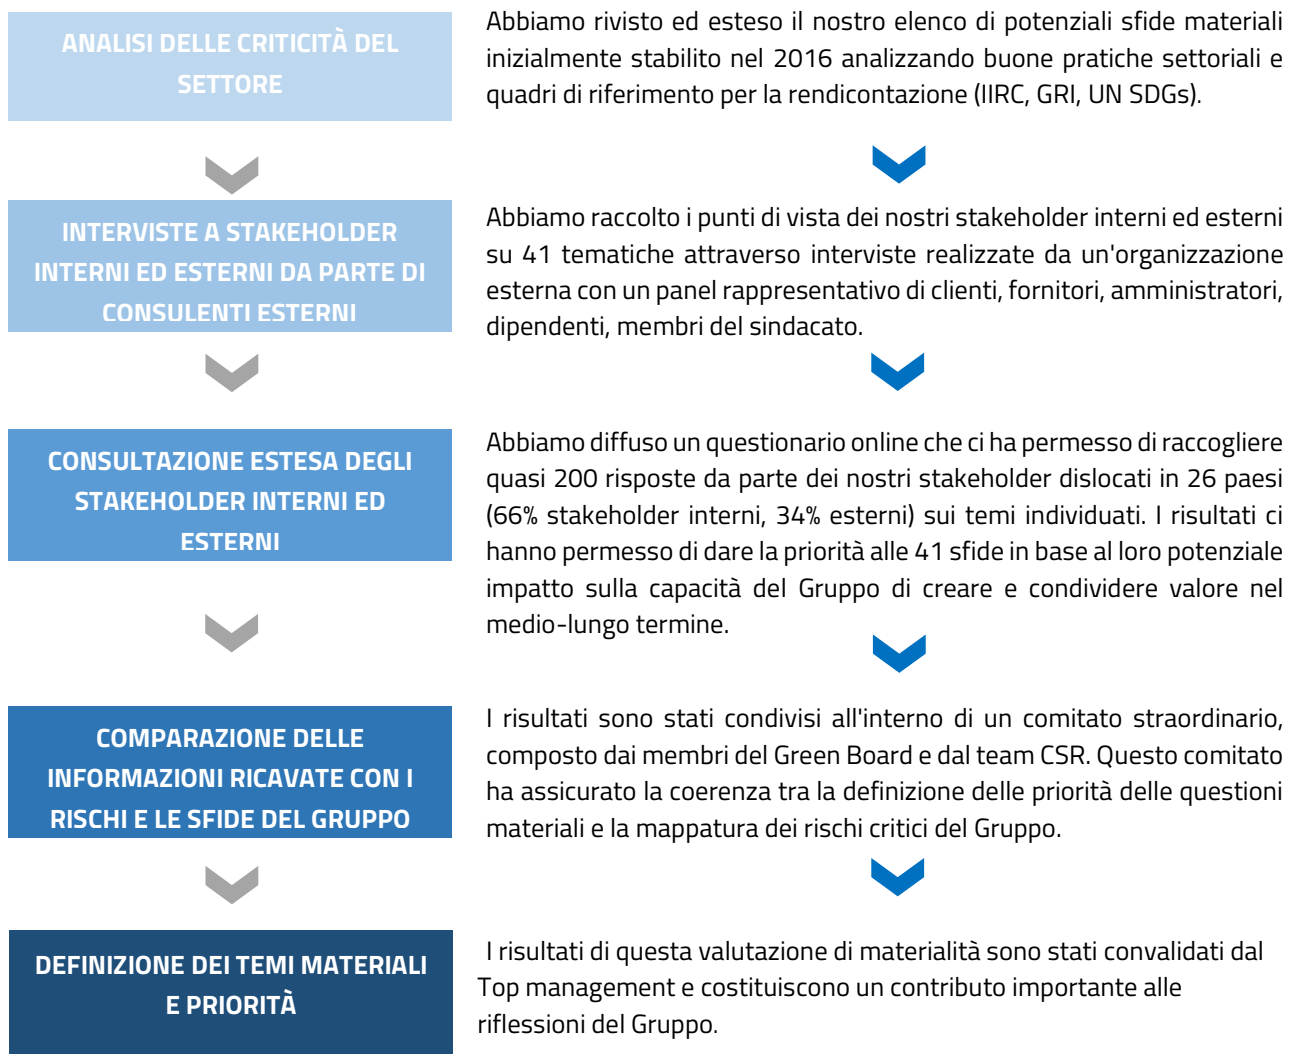 ANALISI DELLE CRITICITÀ DEL
SETTORE
Abbiamo rivisto ed esteso il nostro elenco di potenziali sfide materiali
inizialmente stabilito nel 2016 analizzando buone pratiche settoriali e
quadri di riferimento per la rendicontazione (IIRC, GRI, UN SDGs).
INTERVISTE A STAKEHOLDER
INTERNI ED ESTERNI DA PARTE DI
CONSULENTI ESTERNI
Abbiamo raccolto i punti di vista dei nostri stakeholder interni ed esterni
su 41 tematiche attraverso interviste realizzate da un'organizzazione
esterna con un panel rappresentativo di clienti, fornitori, amministratori,
dipendenti, membri del sindacato.
CONSULTAZIONE ESTESA DEGLI
STAKEHOLDER INTERNI ED
ESTERNI
Abbiamo diffuso un questionario online che ci ha permesso di raccogliere
quasi 200 risposte da parte dei nostri stakeholder dislocati in 26 paesi
(66% stakeholder interni, 34% esterni) sui temi individuati. I risultati ci
hanno permesso di dare la priorità alle 41 sfide in base al loro potenziale
impatto sulla capacità del Gruppo di creare e condividere valore nel
medio-lungo termine.
COMPARAZIONE DELLE
INFORMAZIONI RICAVATE CON I
RISCHI E LE SFIDE DEL GRUPPO
I risultati sono stati condivisi all'interno di un comitato straordinario,
composto dai membri del Green Board e dal team CSR. Questo comitato
ha assicurato la coerenza tra la definizione delle priorità delle questioni
materiali e la mappatura dei rischi critici del Gruppo.
DEFINIZIONE DEI TEMI MATERIALI
E PRIORITÀ
I risultati di questa valutazione di materialità sono stati convalidati dal
Top management e costituiscono un contributo importante alle
riflessioni del Gruppo.